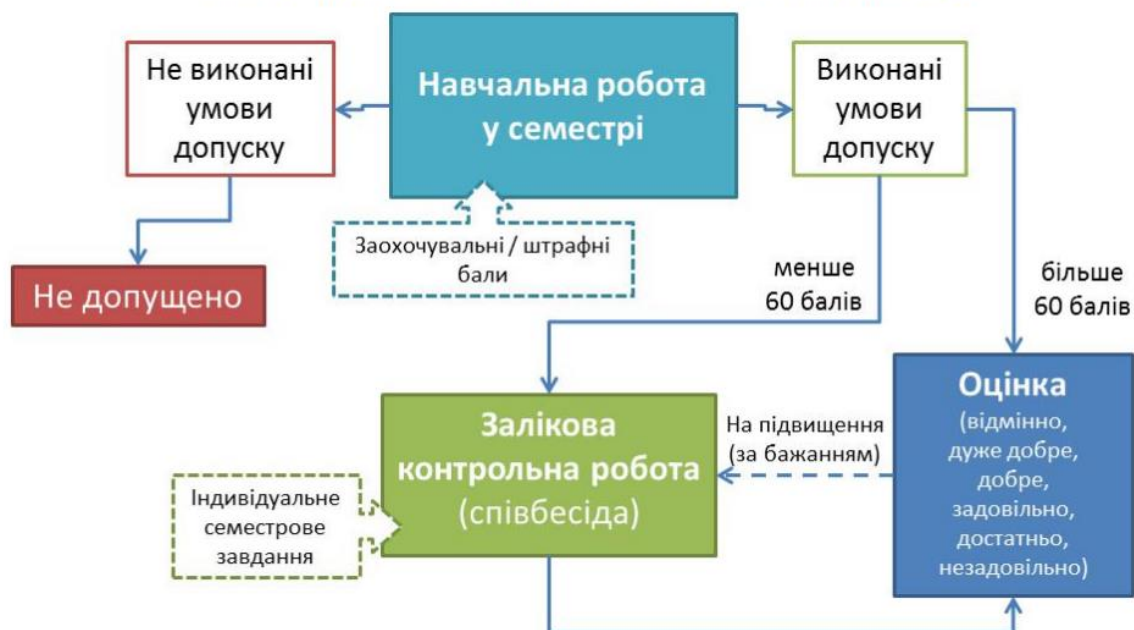 Не виконані
умови
допуску
Навчальна робота
у семестрі
Виконані
умови
допуску
Заохочувальні / штрафні
бали
Не допущено
менше
60 балів
більше
60 балів
Залікова
контрольна робота
(співбесіда)
На підвищення
(за бажанням)
Оцінка
(відмінно,
дуже добре,
добре,
задовільно,
достатньо,
незадовільно)
Індивідуальне
семестрове
завдання